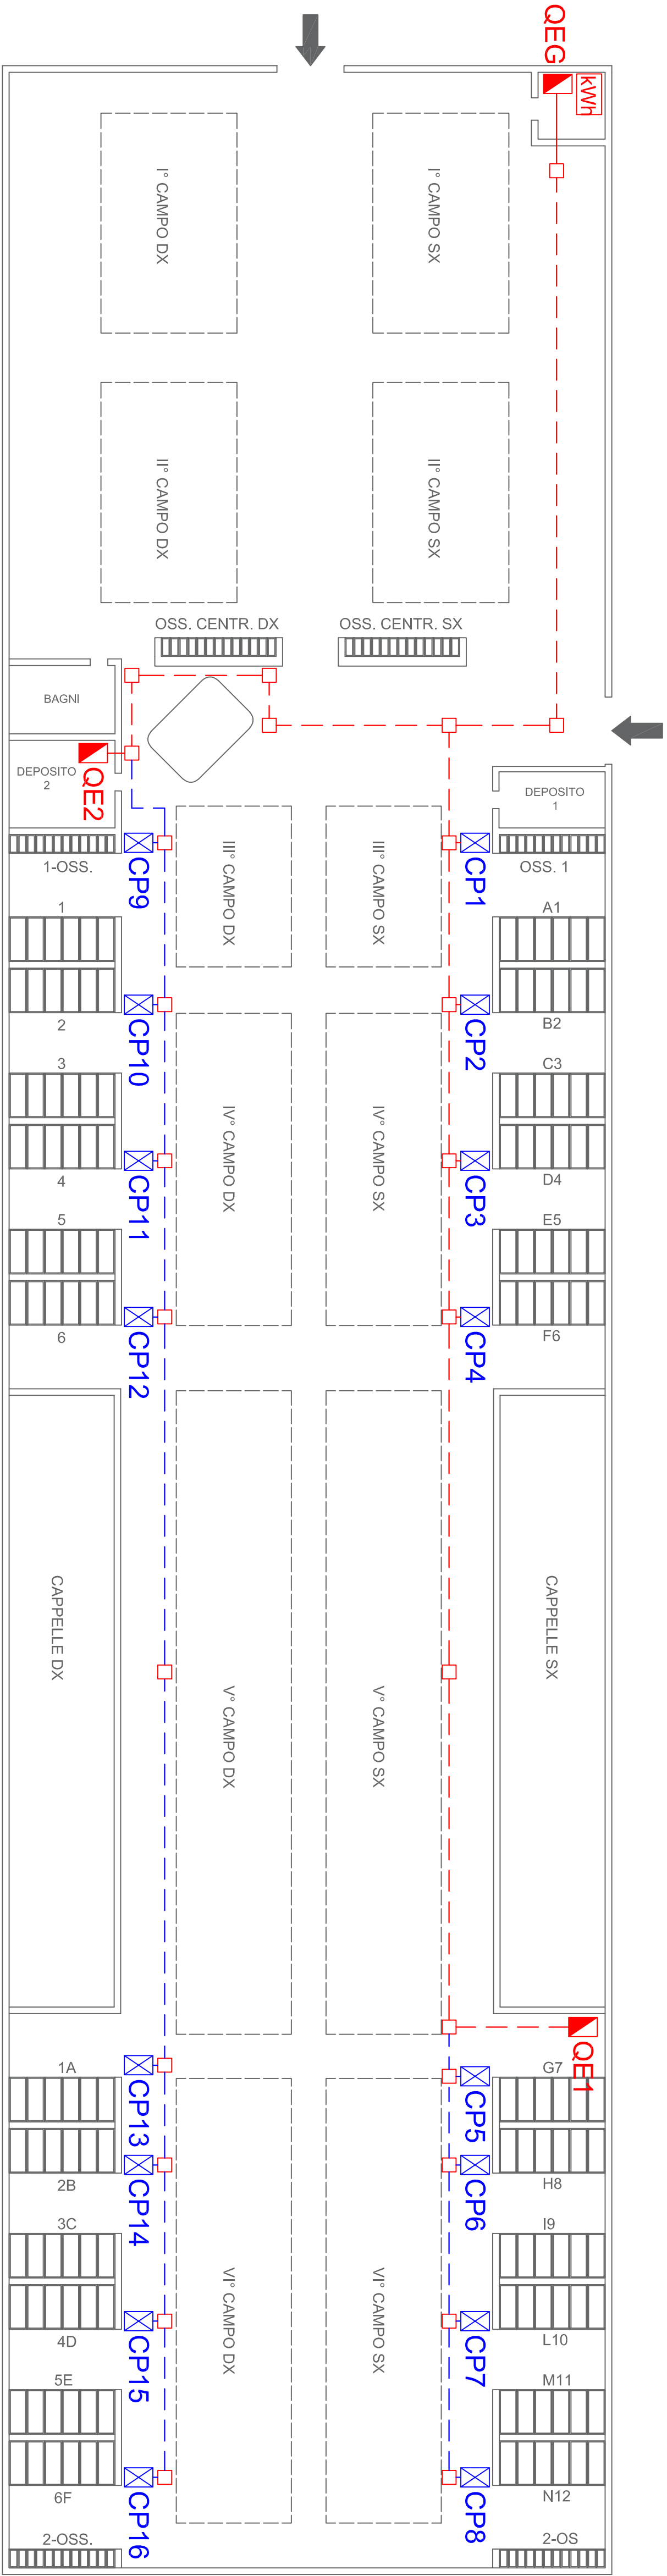 QEG
kWh
I° CAMPO DX
I° CAMPO SX
II° CAMPO DX
II° CAMPO SX
OSS. CENTR. DX
OSS. CENTR. SX
BAGNI
DEPOSITO
2
QE2
DEPOSITO
1
1-OSS.
CP9
III° CAMPO DX
III° CAMPO SX
CP1
OSS. 1
1
A1
2
CP10
CP2
B2
3
C3
IV° CAMPO DX
IV° CAMPO SX
4
CP11
CP3
D4
5
E5
6
CP12
CP4
F6
CAPPELLE DX
V° CAMPO DX
V° CAMPO SX
CAPPELLE SX
QE1
1A
CP13
CP5
G7
2B
CP14
CP6
H8
3C
I9
VI° CAMPO DX
VI° CAMPO SX
4D
CP15
CP7
L10
5E
M11
6F
CP16
CP8
N12
2-OSS.
2-OS